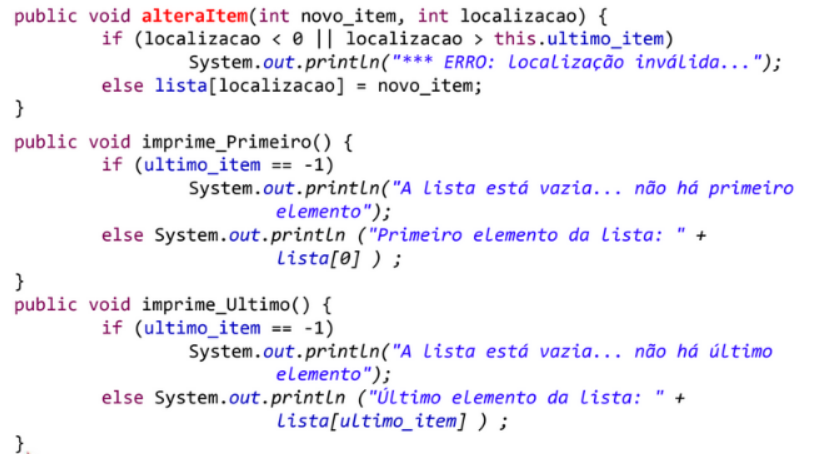 public void alteraItem(int novo_item, int localizacao) {
if (localizacao < 0 || localizacao > this.ultimo_item)
System.out.println("*** ERRO: Localização inválida...");
else lista[localizacao] = novo_item;
}
public void imprime_Primeiro() {
if (ultimo_item == -1)
System.out.println("A lista está vazia... não há primeiro
elemento");
else System.out.println ("Primeiro elemento da lista: " +
lista[0] ) ;
}
public void imprime_Ultimo() {
if (ultimo_item == -1)
System.out.println("A lista está vazia... não há último
elemento");
else System.out.println ("Último elemento da lista: " +
lista[ultimo_item] ) ;
}